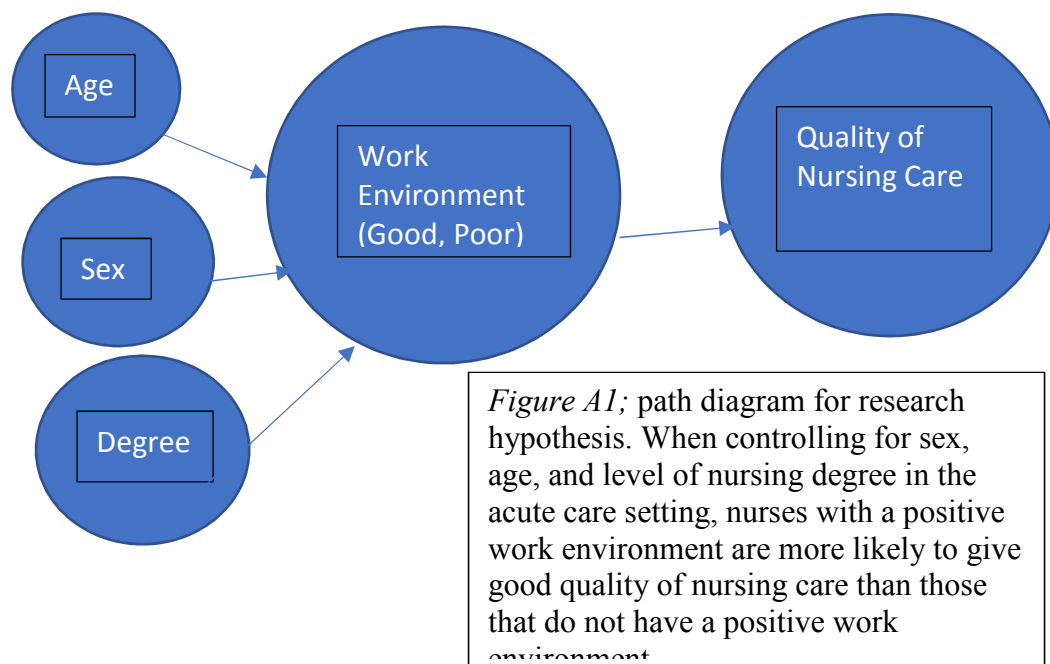 Age
Work
Environment
(Good, Poor)
Quality of
Nursing Care
Sex
Degree
Figure A1; path diagram for research
hypothesis. When controlling for sex,
age, and level of nursing degree in the
acute care setting, nurses with a positive
work environment are more likely to give
good quality of nursing care than those
that do not have a positive work
environment